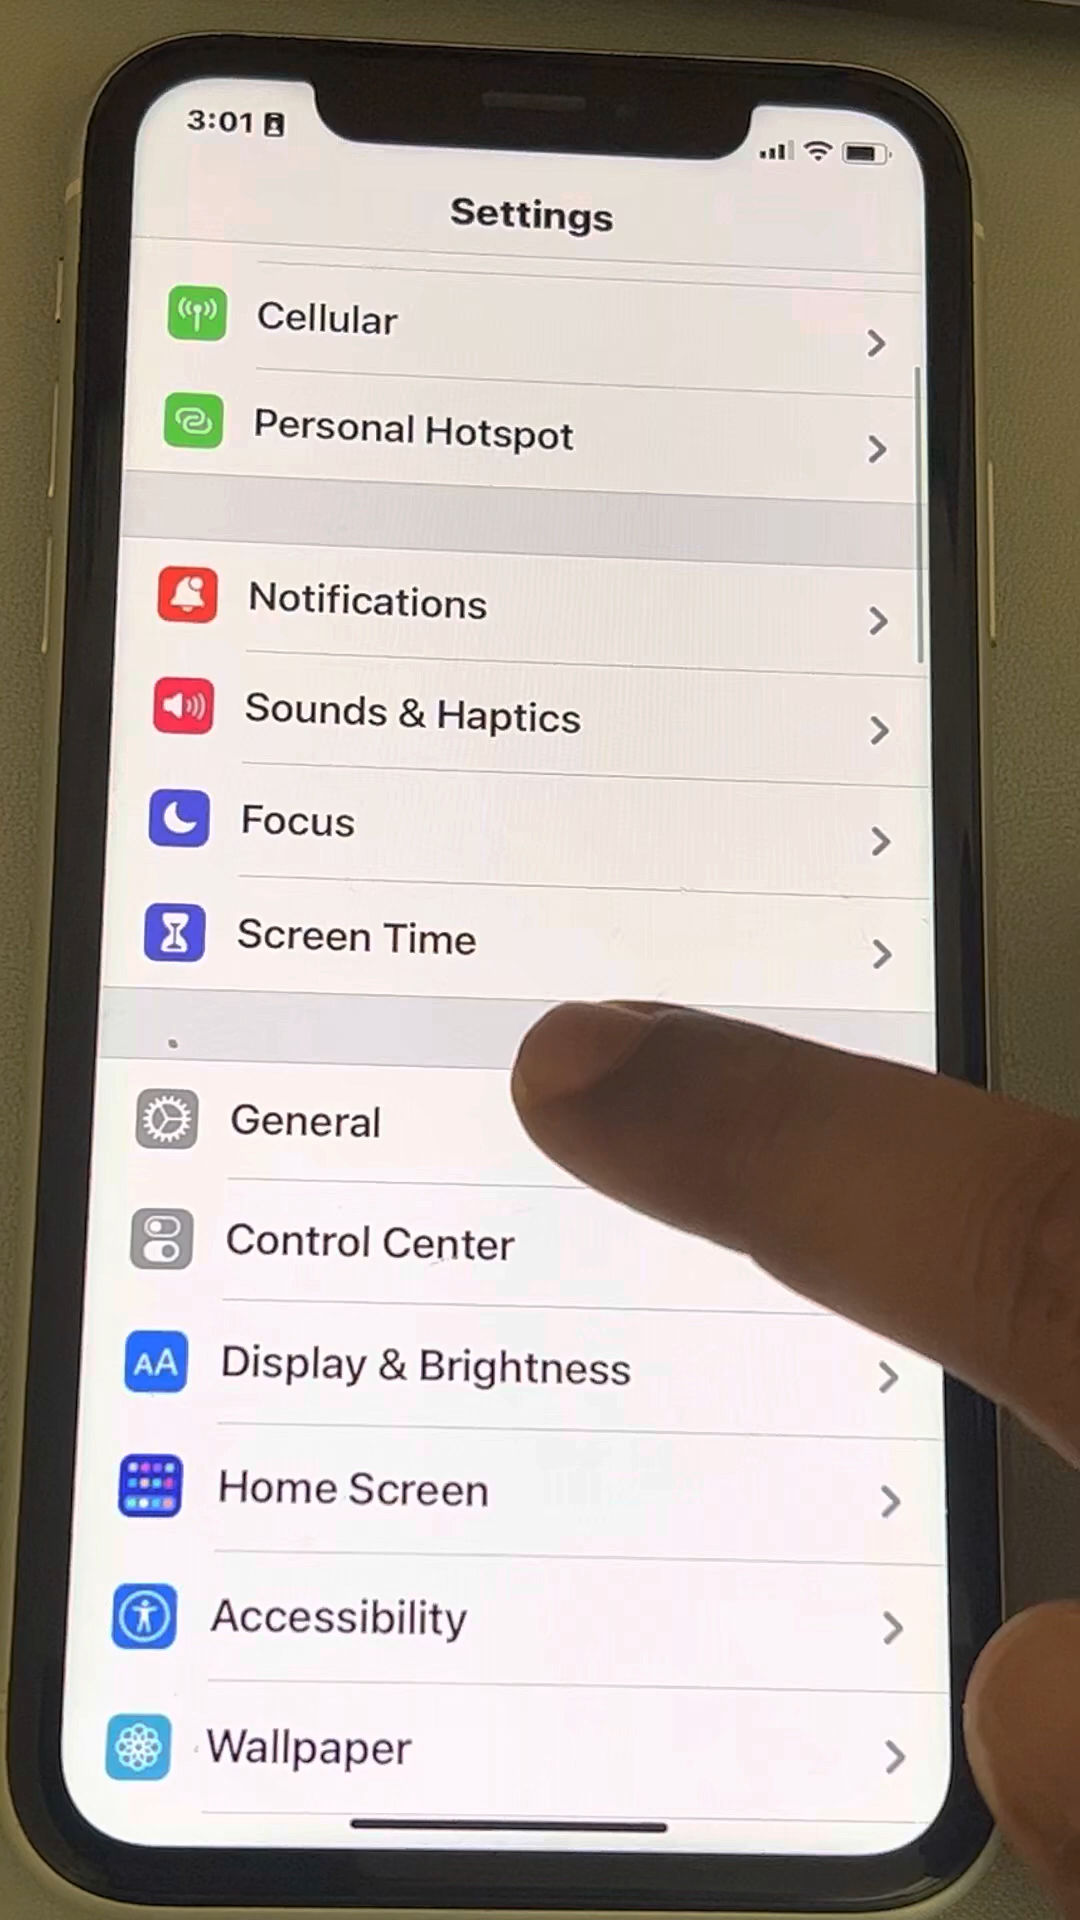 3:01
Settings
Cellular
Personal Hotspot
Notifications
Sounds & Haptics
Focus
Screen Time
General
Control Center
AA
Display & Brightness
Home Screen
Accessibility
Wallpaper